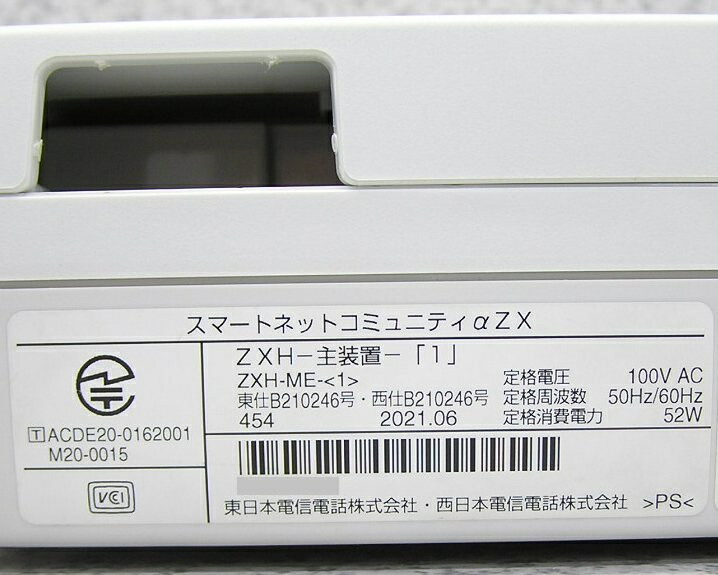 スマートネットコミュニティαZX
ZXH－主装置－「1」
ZXH-ME-<1>
東仕B210246号・西仕B210246号
454 2021.06
定格電圧 100V AC
定格周波数 50Hz/60Hz
定格消費電力 52W
T ACDE20-0162001
M20-0015
VCI
東日本電信電話株式会社・西日本電信電話株式会社 >PS<